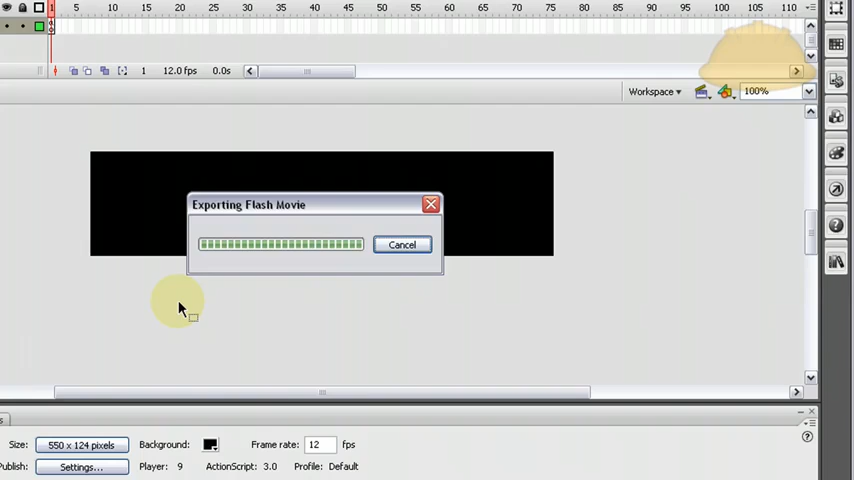 1 5 10 15 20 25 30 35 40 45 50 55 60 65 70 75 80 85 90 95 100 105 110
1 12.0 fps 0.0s
Workspace 100%
Exporting Flash Movie
Cancel
Size: 550 x 124 pixels Background: Frame rate: 12 fps
Publish: Settings... Player: 9 ActionScript: 3.0 Profile: Default